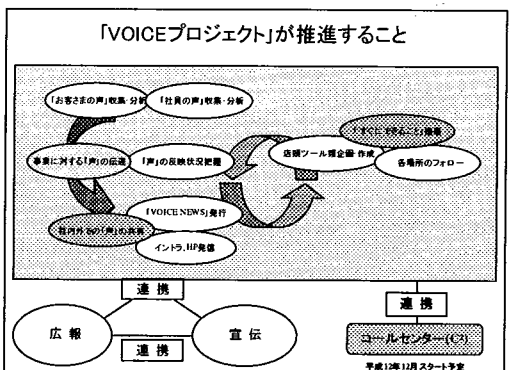 「VOICEプロジェクト」が推進すること
「お客さまの声」収集・分析
「社員の声」収集・分析
「すぐにできること」推進
事業に対する「声」の伝達
「声」の反映状況把握
店頭ツール類企画・作成
各場所のフォロー
「VOICE NEWS」発行
社内外での「声」の共有
イントラ、HP発信
連 携
連 携
広 報
宣 伝
連 携
コールセンター(C²)
平成12年12月スタート予定